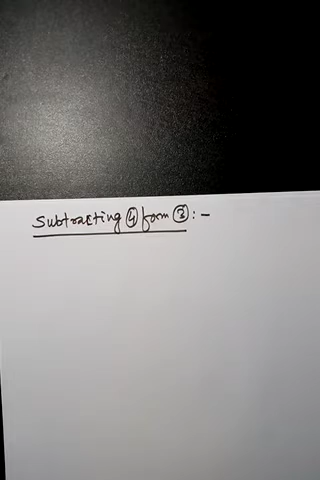 Subtracting ④ form ③ : -